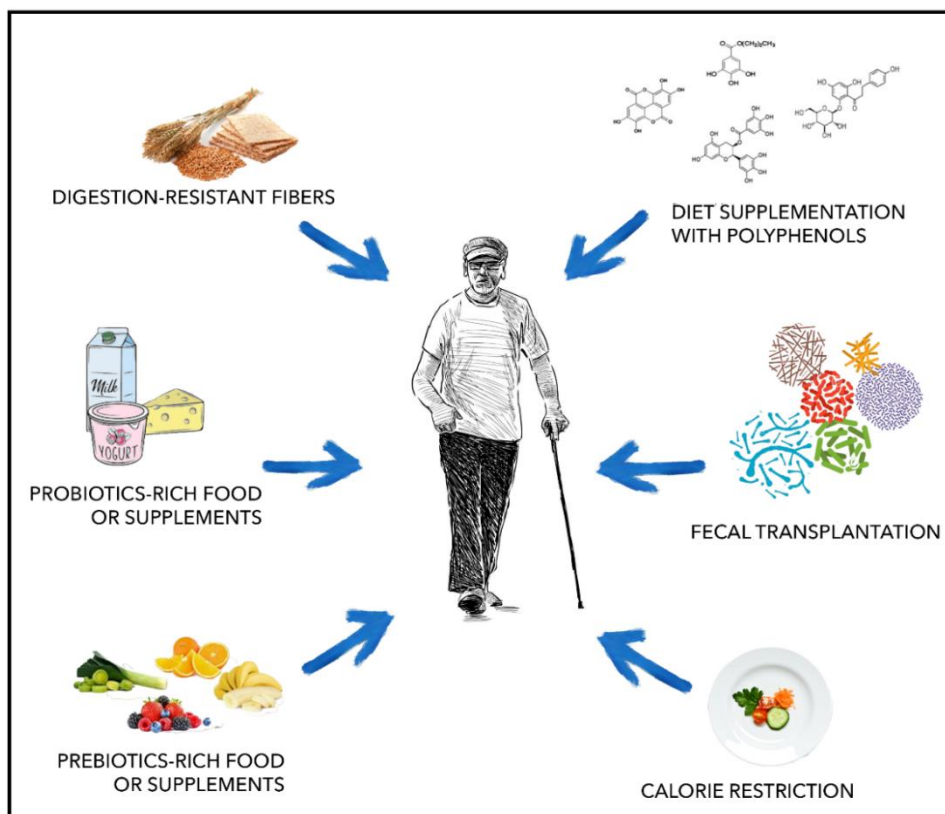 DIGESTION-RESISTANT FIBERS
DIET SUPPLEMENTATION
WITH POLYPHENOLS
Milk
YOGURT
PROBIOTICS-RICH FOOD
OR SUPPLEMENTS
FECAL TRANSPLANTATION
PREBIOTICS-RICH FOOD
OR SUPPLEMENTS
CALORIE RESTRICTION